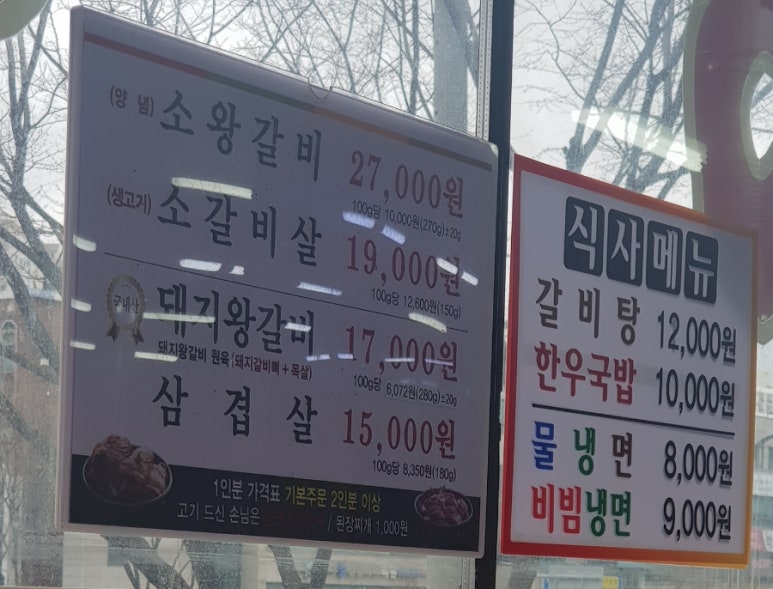 (양념) 소왕갈비 27,000원
100g당 10,000원(270g)±20g
(생고기) 소갈비살 19,000원
100g당 12,600원(150g)
국내산 돼지왕갈비 17,000원
돼지왕갈비 원육 (돼지갈비뼈 + 목살)
100g당 6,072원(280g)±20g
삼겹살 15,000원
100g당 8,350원(180g)
1인분 가격표 기본주문 2인분 이상
고기 드신 손님은 / 된장찌개 1,000원
식사메뉴
갈비탕 12,000원
한우국밥 10,000원
물냉면 8,000원
비빔냉면 9,000원